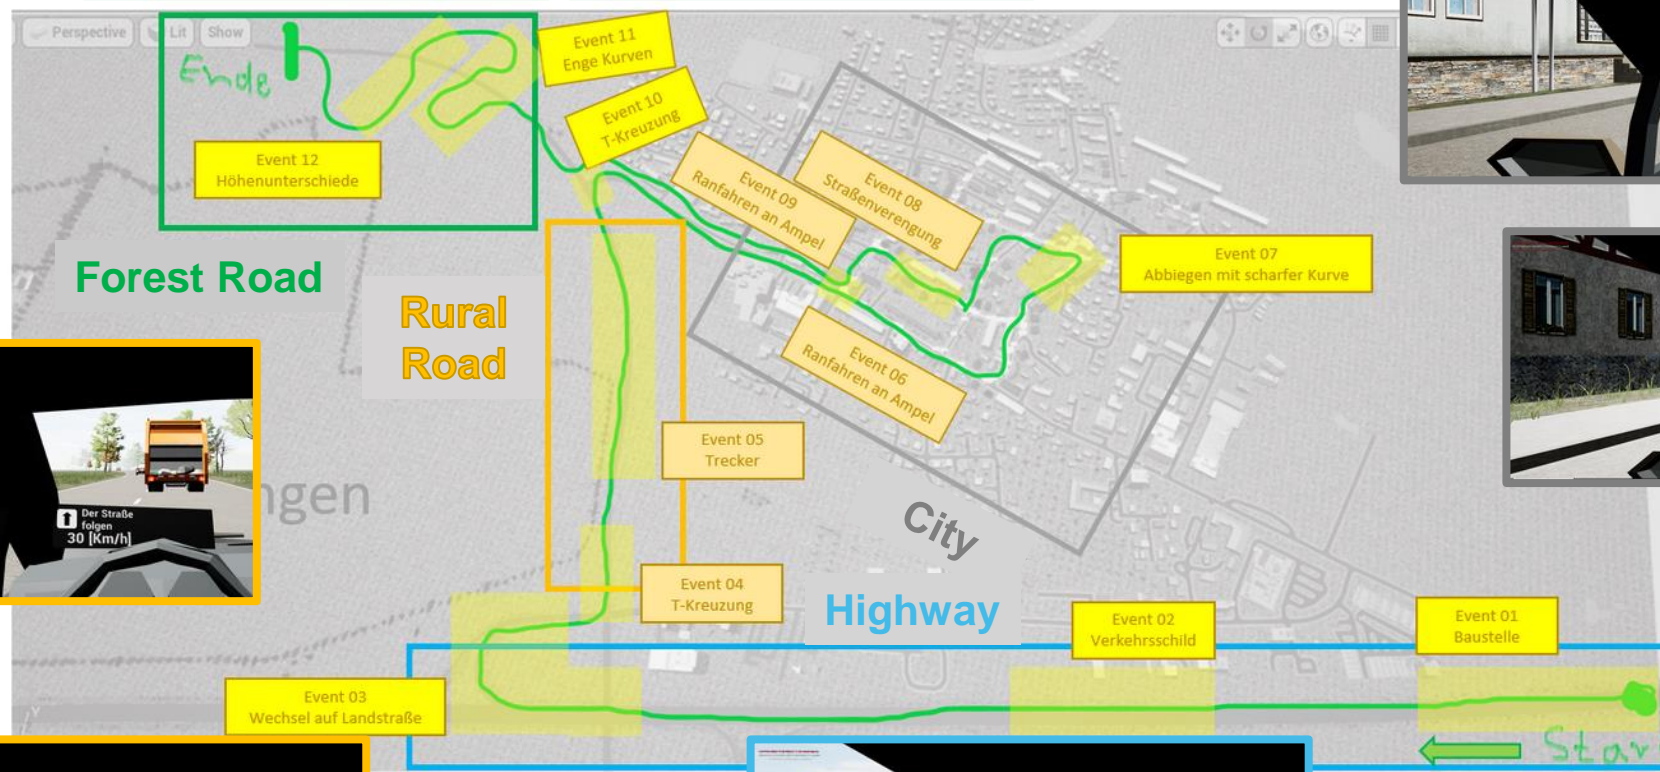 Perspective
Lit
Show
Ende
Event 11
Enge Kurven
Event 10
T-Kreuzung
Event 12
Höhenunterschiede
Event 09
Ranfahren an Ampel
Event 08
Straßenverengung
Event 07
Abbiegen mit scharfer Kurve
Forest Road
Rural
Road
Event 06
Ranfahren an Ampel
Event 05
Trecker
ngen
Der Straße
folgen
30 [Km/h]
City
Event 04
T-Kreuzung
Highway
Event 02
Verkehrsschild
Event 01
Baustelle
Event 03
Wechsel auf Landstraße
Star